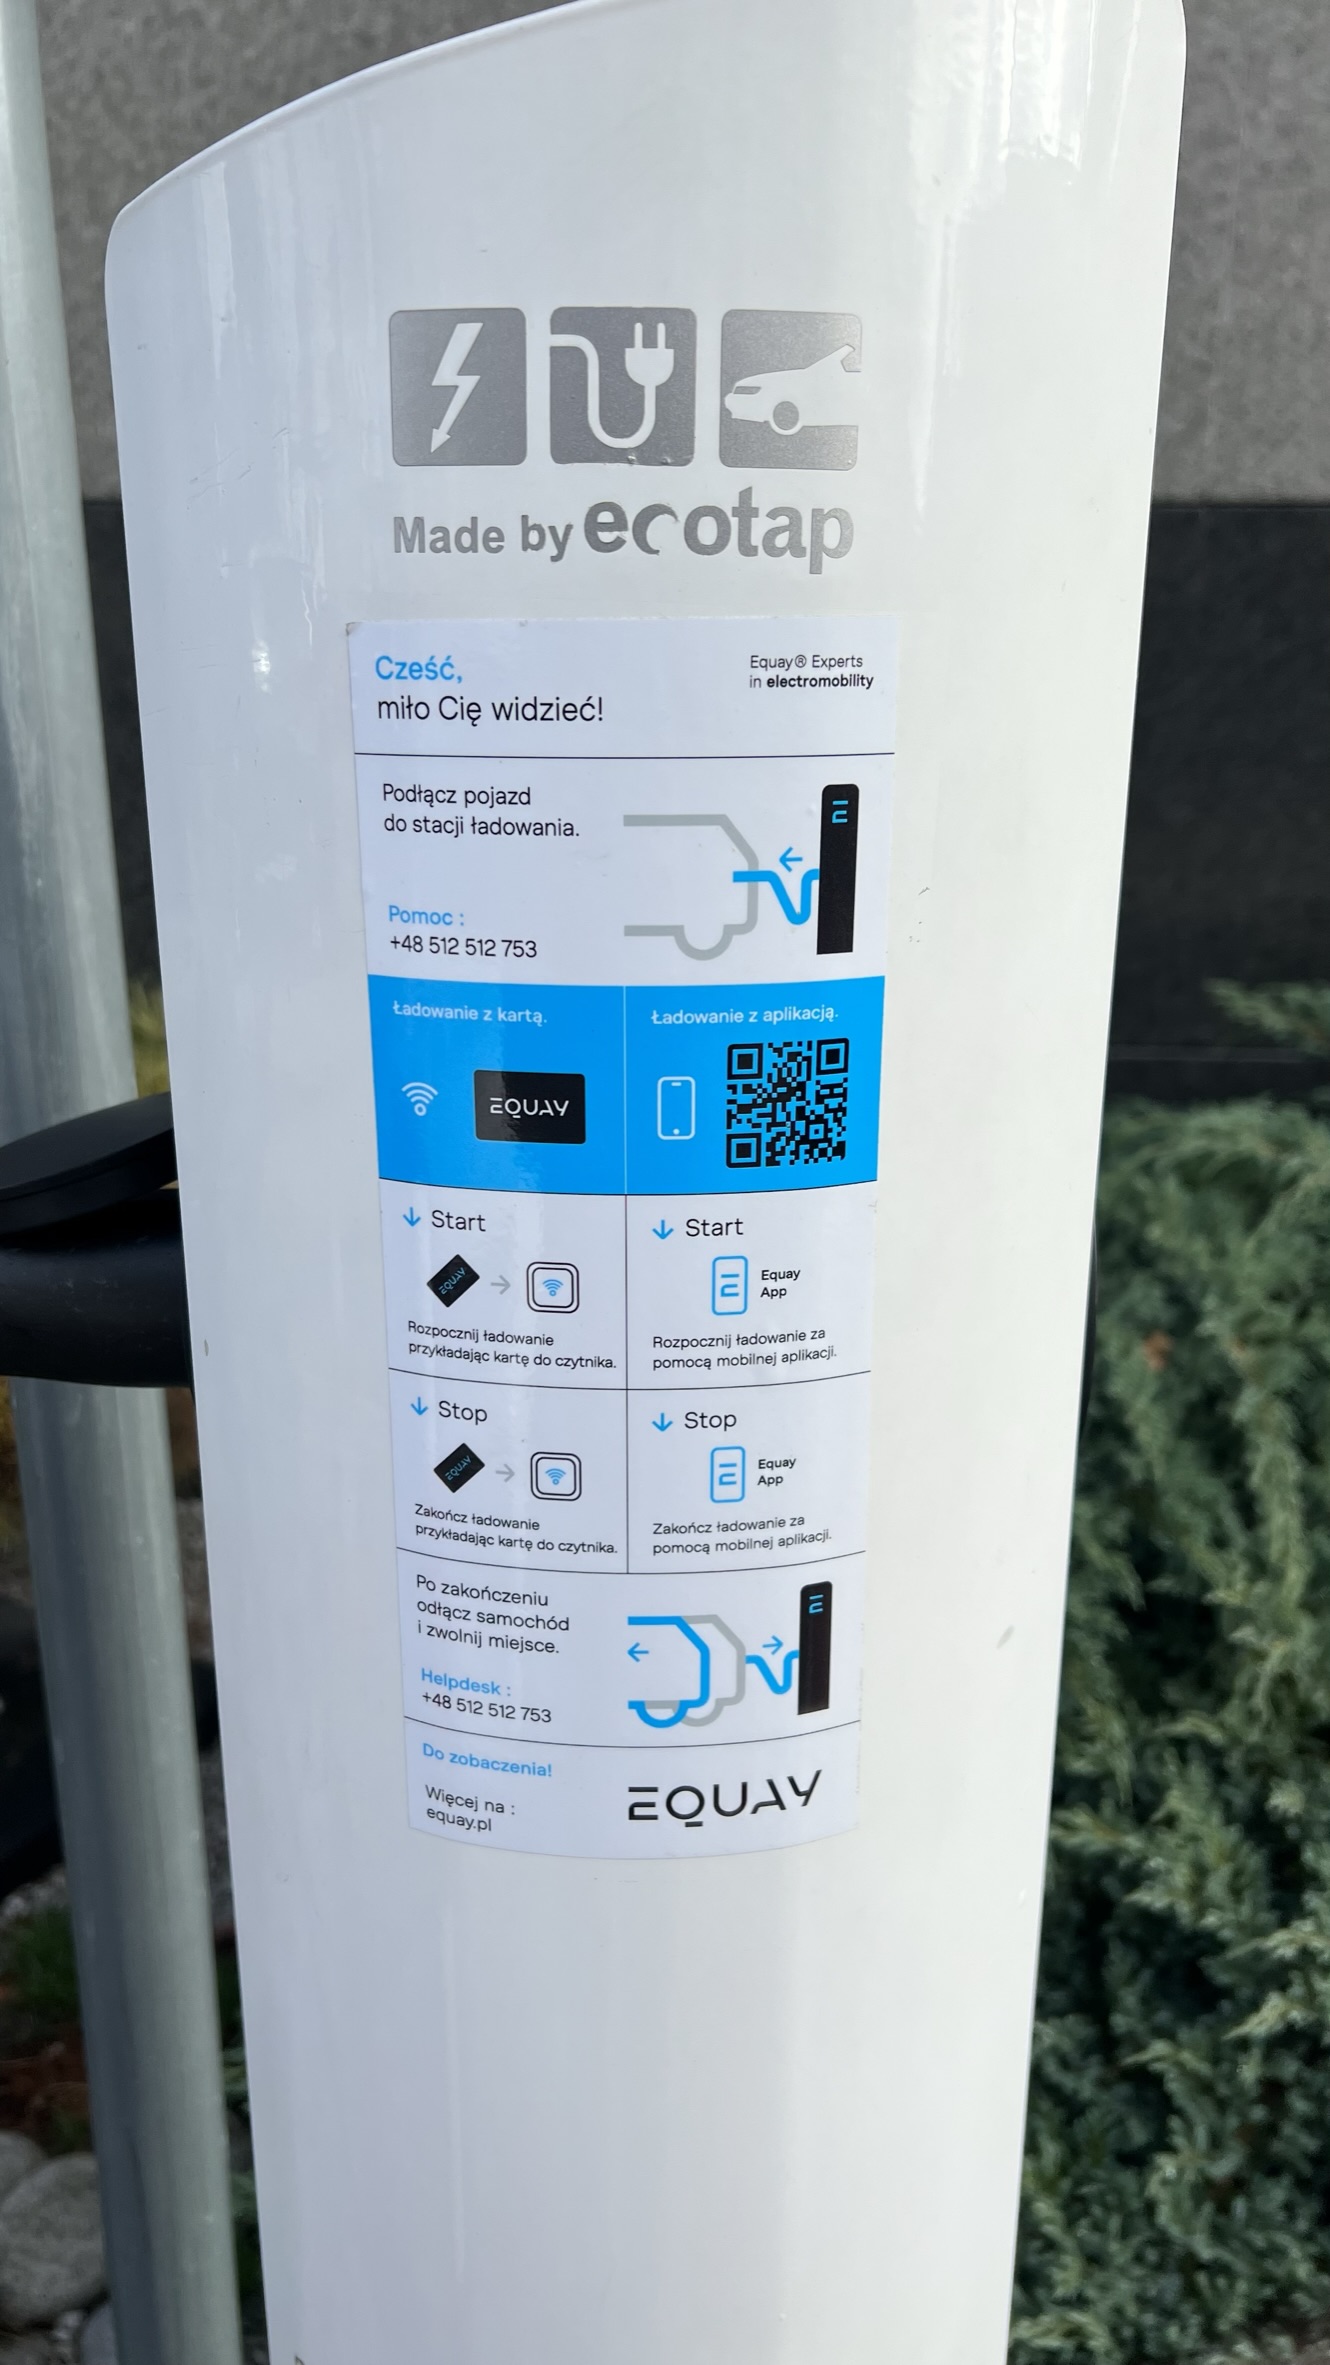 Made by ecotap
Cześć,
miło Cię widzieć!
Equay® Experts
in electromobility
Podłącz pojazd
do stacji ładowania.
Pomoc :
+48 512 512 753
Ładowanie z kartą.
EQUAY
Ładowanie z aplikacją.
Start
EQUAY
Rozpocznij ładowanie
przykładając kartę do czytnika.
Start
Equay
App
Rozpocznij ładowanie za
pomocą mobilnej aplikacji.
Stop
EQUAY
Zakończ ładowanie
przykładając kartę do czytnika.
Stop
Equay
App
Zakończ ładowanie za
pomocą mobilnej aplikacji.
Po zakończeniu
odłącz samochód
i zwolnij miejsce.
Helpdesk :
+48 512 512 753
Do zobaczenia!
Więcej na :
equay.pl
EQUAY